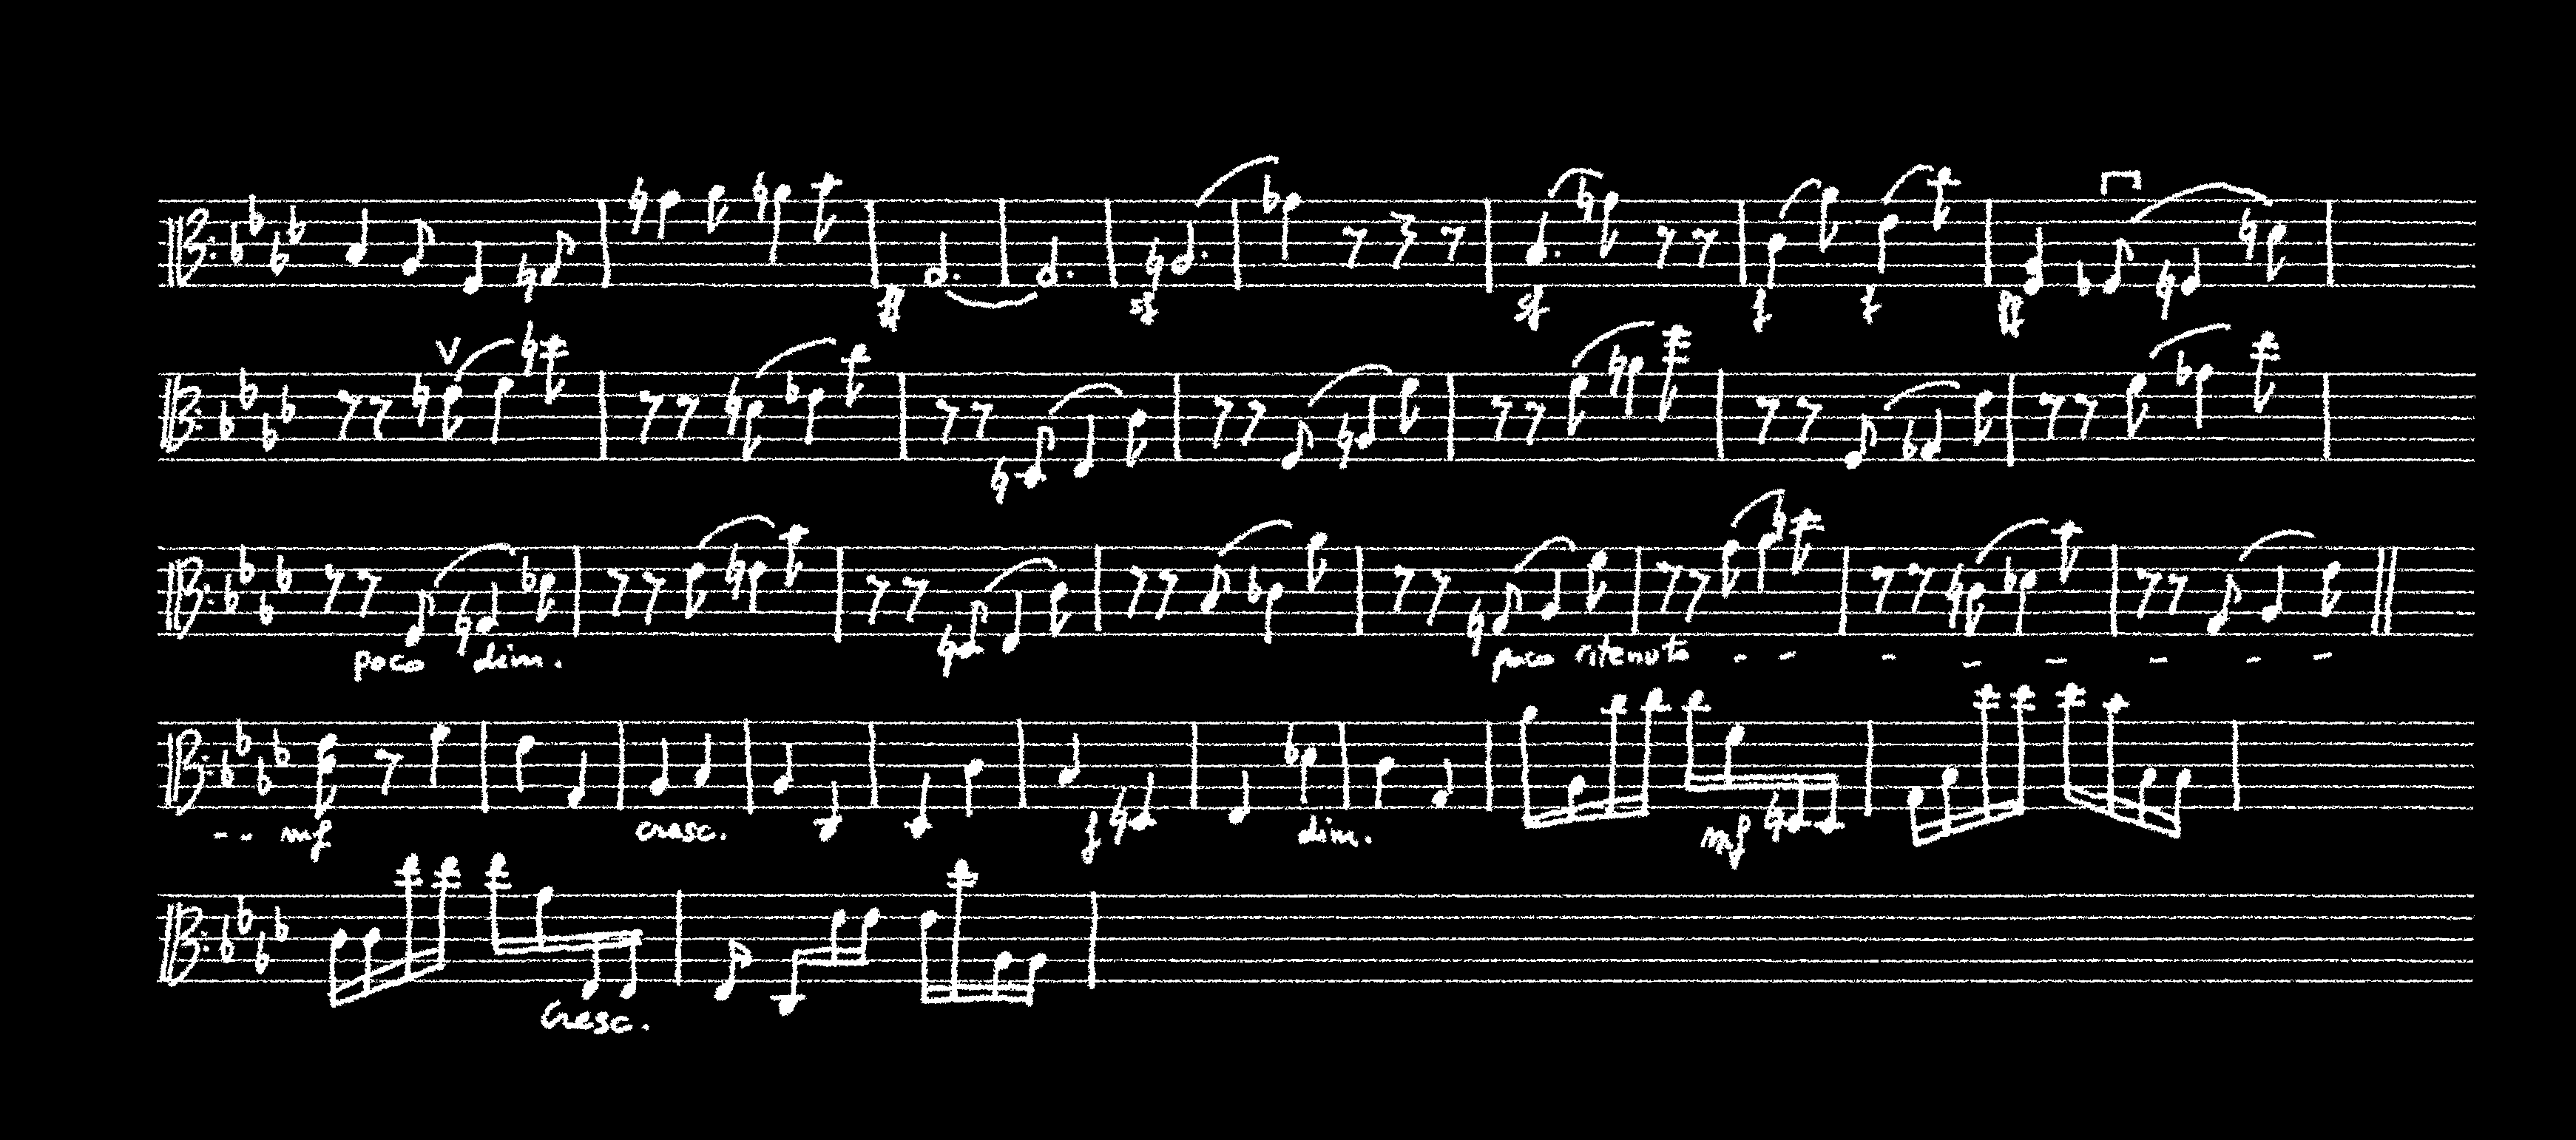 ff sf sf f f ff
poco dim. poco ritenuto - - - - - - - -
- - mf cresc. f dim. mf
cresc.